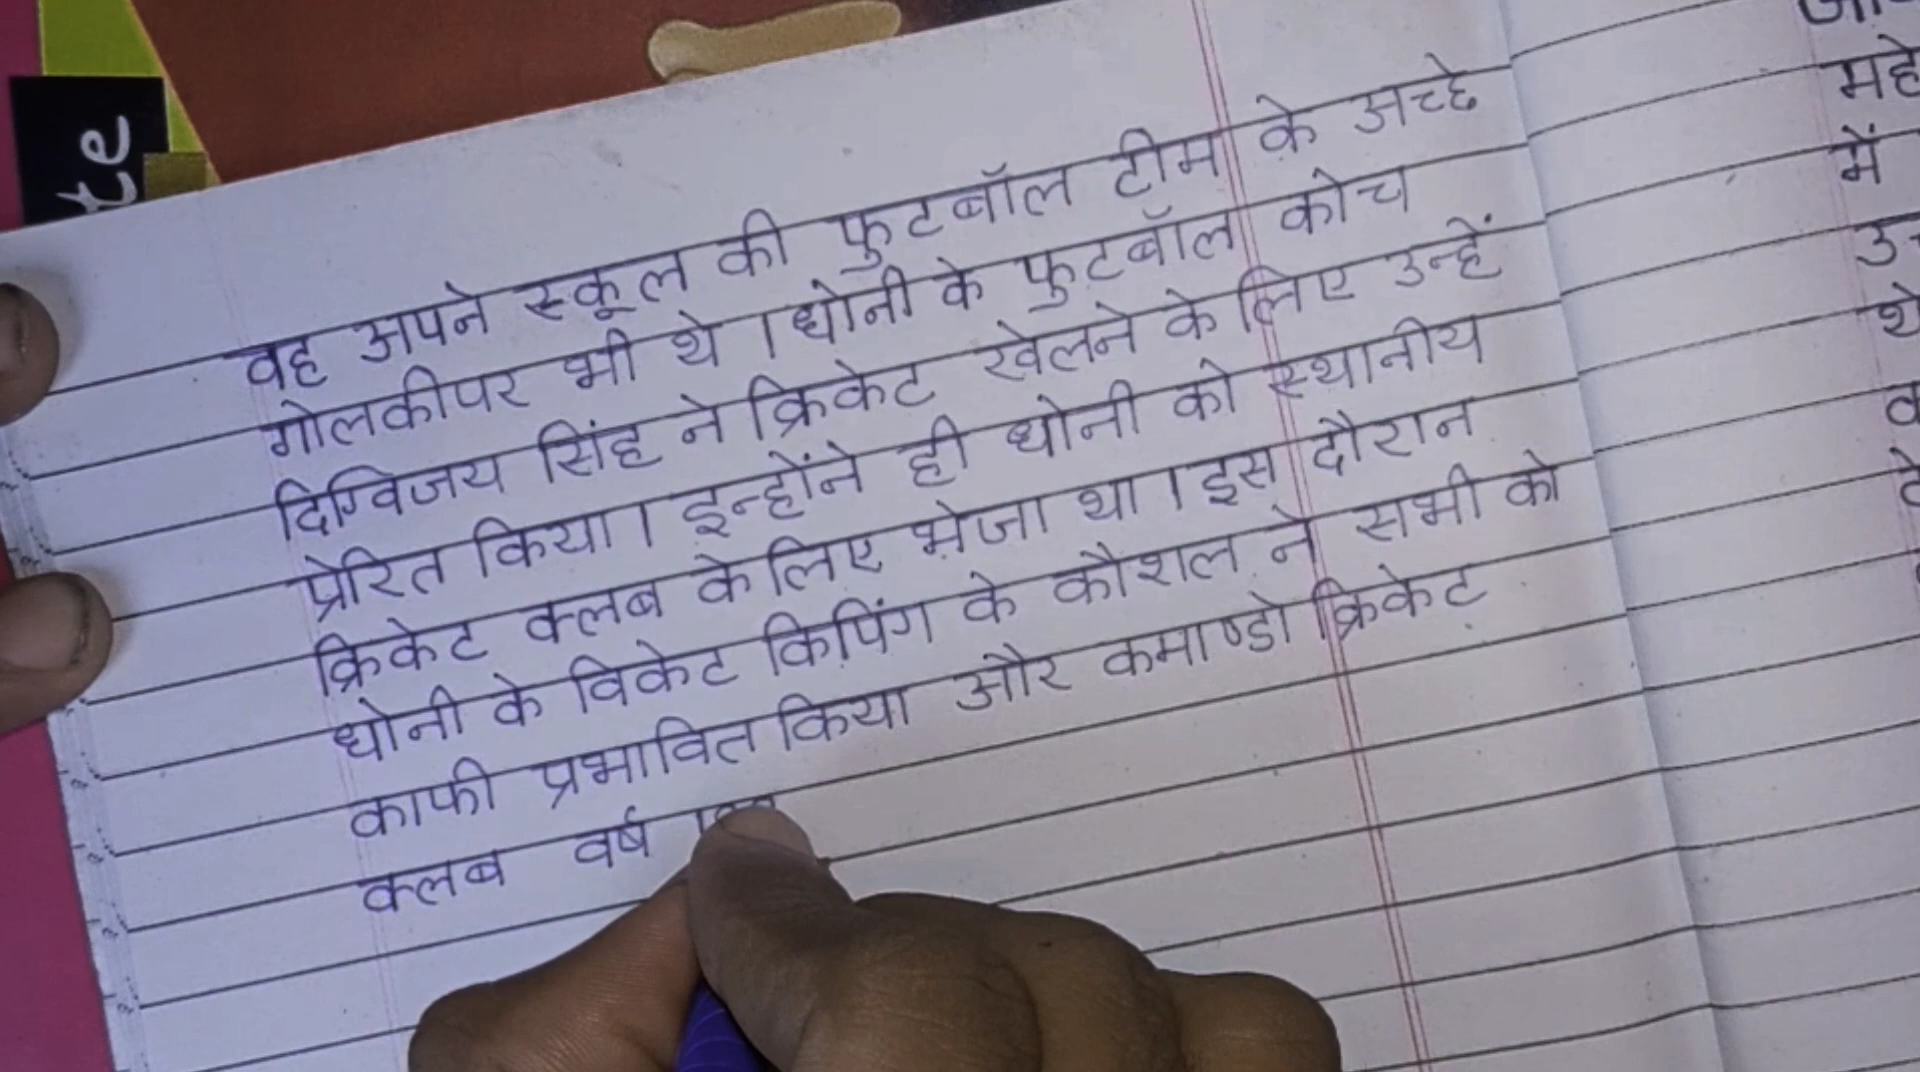 te
वह अपने स्कूल की फुटबॉल टीम के अच्छे
गोलकीपर भी थे । धोनी के फुटबॉल कोच
दिग्विजय सिंह ने क्रिकेट खेलने के लिए उन्हें
प्रेरित किया । इन्होंने ही धोनी को स्थानीय
क्रिकेट क्लब के लिए भेजा था । इस दौरान
धोनी के विकेट किपिंग के कौशल ने सभी को
काफी प्रभावित किया और कमाण्डो क्रिकेट
क्लब वर्ष
में
थे